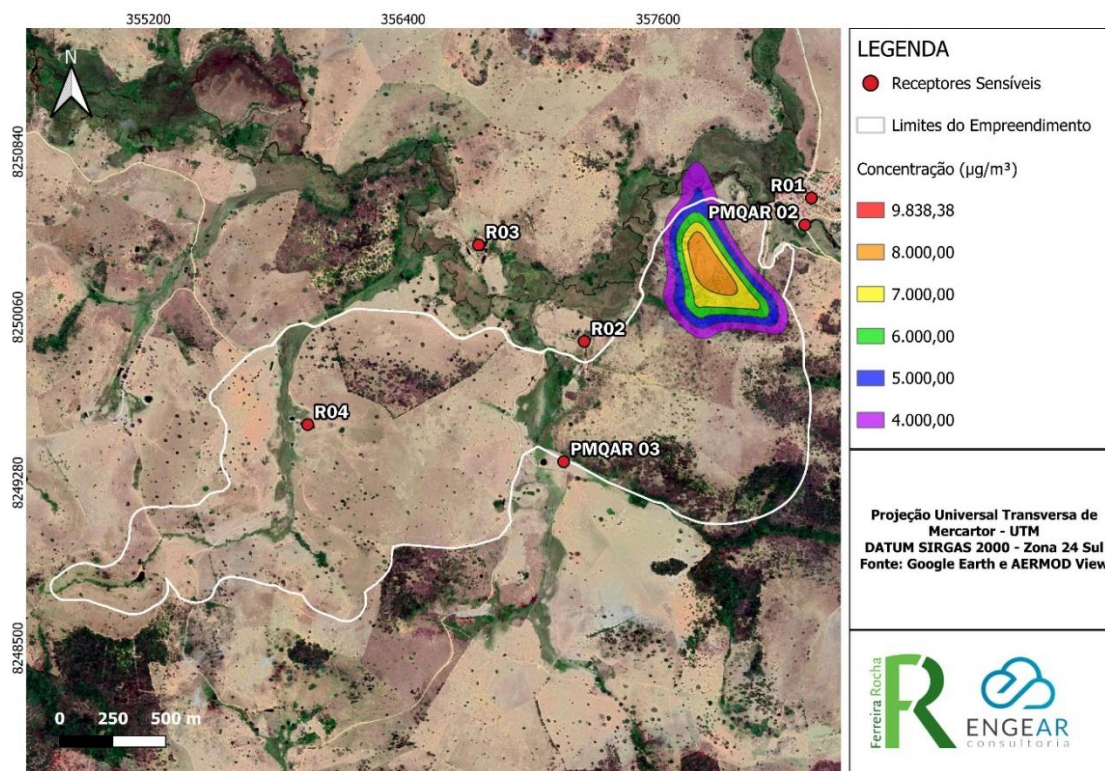 355200
356400
357600
8250840
8250060
8249280
8248500
N
R01
PMQAR 02
R03
R02
R04
PMQAR 03
0 250 500 m
LEGENDA
Receptores Sensíveis
Limites do Empreendimento
Concentração (µg/m³)
9.838,38
8.000,00
7.000,00
6.000,00
5.000,00
4.000,00
Projeção Universal Transversa de
Mercartor - UTM
DATUM SIRGAS 2000 - Zona 24 Sul
Fonte: Google Earth e AERMOD View
Ferreira Rocha
FR
ENGEAR
consultoria